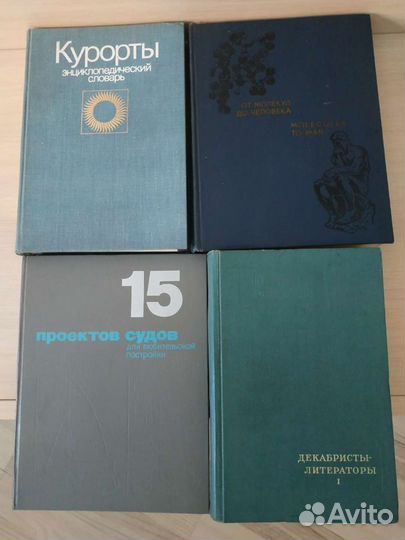 Курорты
энциклопедический
словарь
ОТ МОЛЕКУЛ
ДО ЧЕЛОВЕКА
MOLECULES
TO MAN
15
проектов судов
для любительской
постройки
ДЕКАБРИСТЫ-
ЛИТЕРАТОРЫ
I
Avito